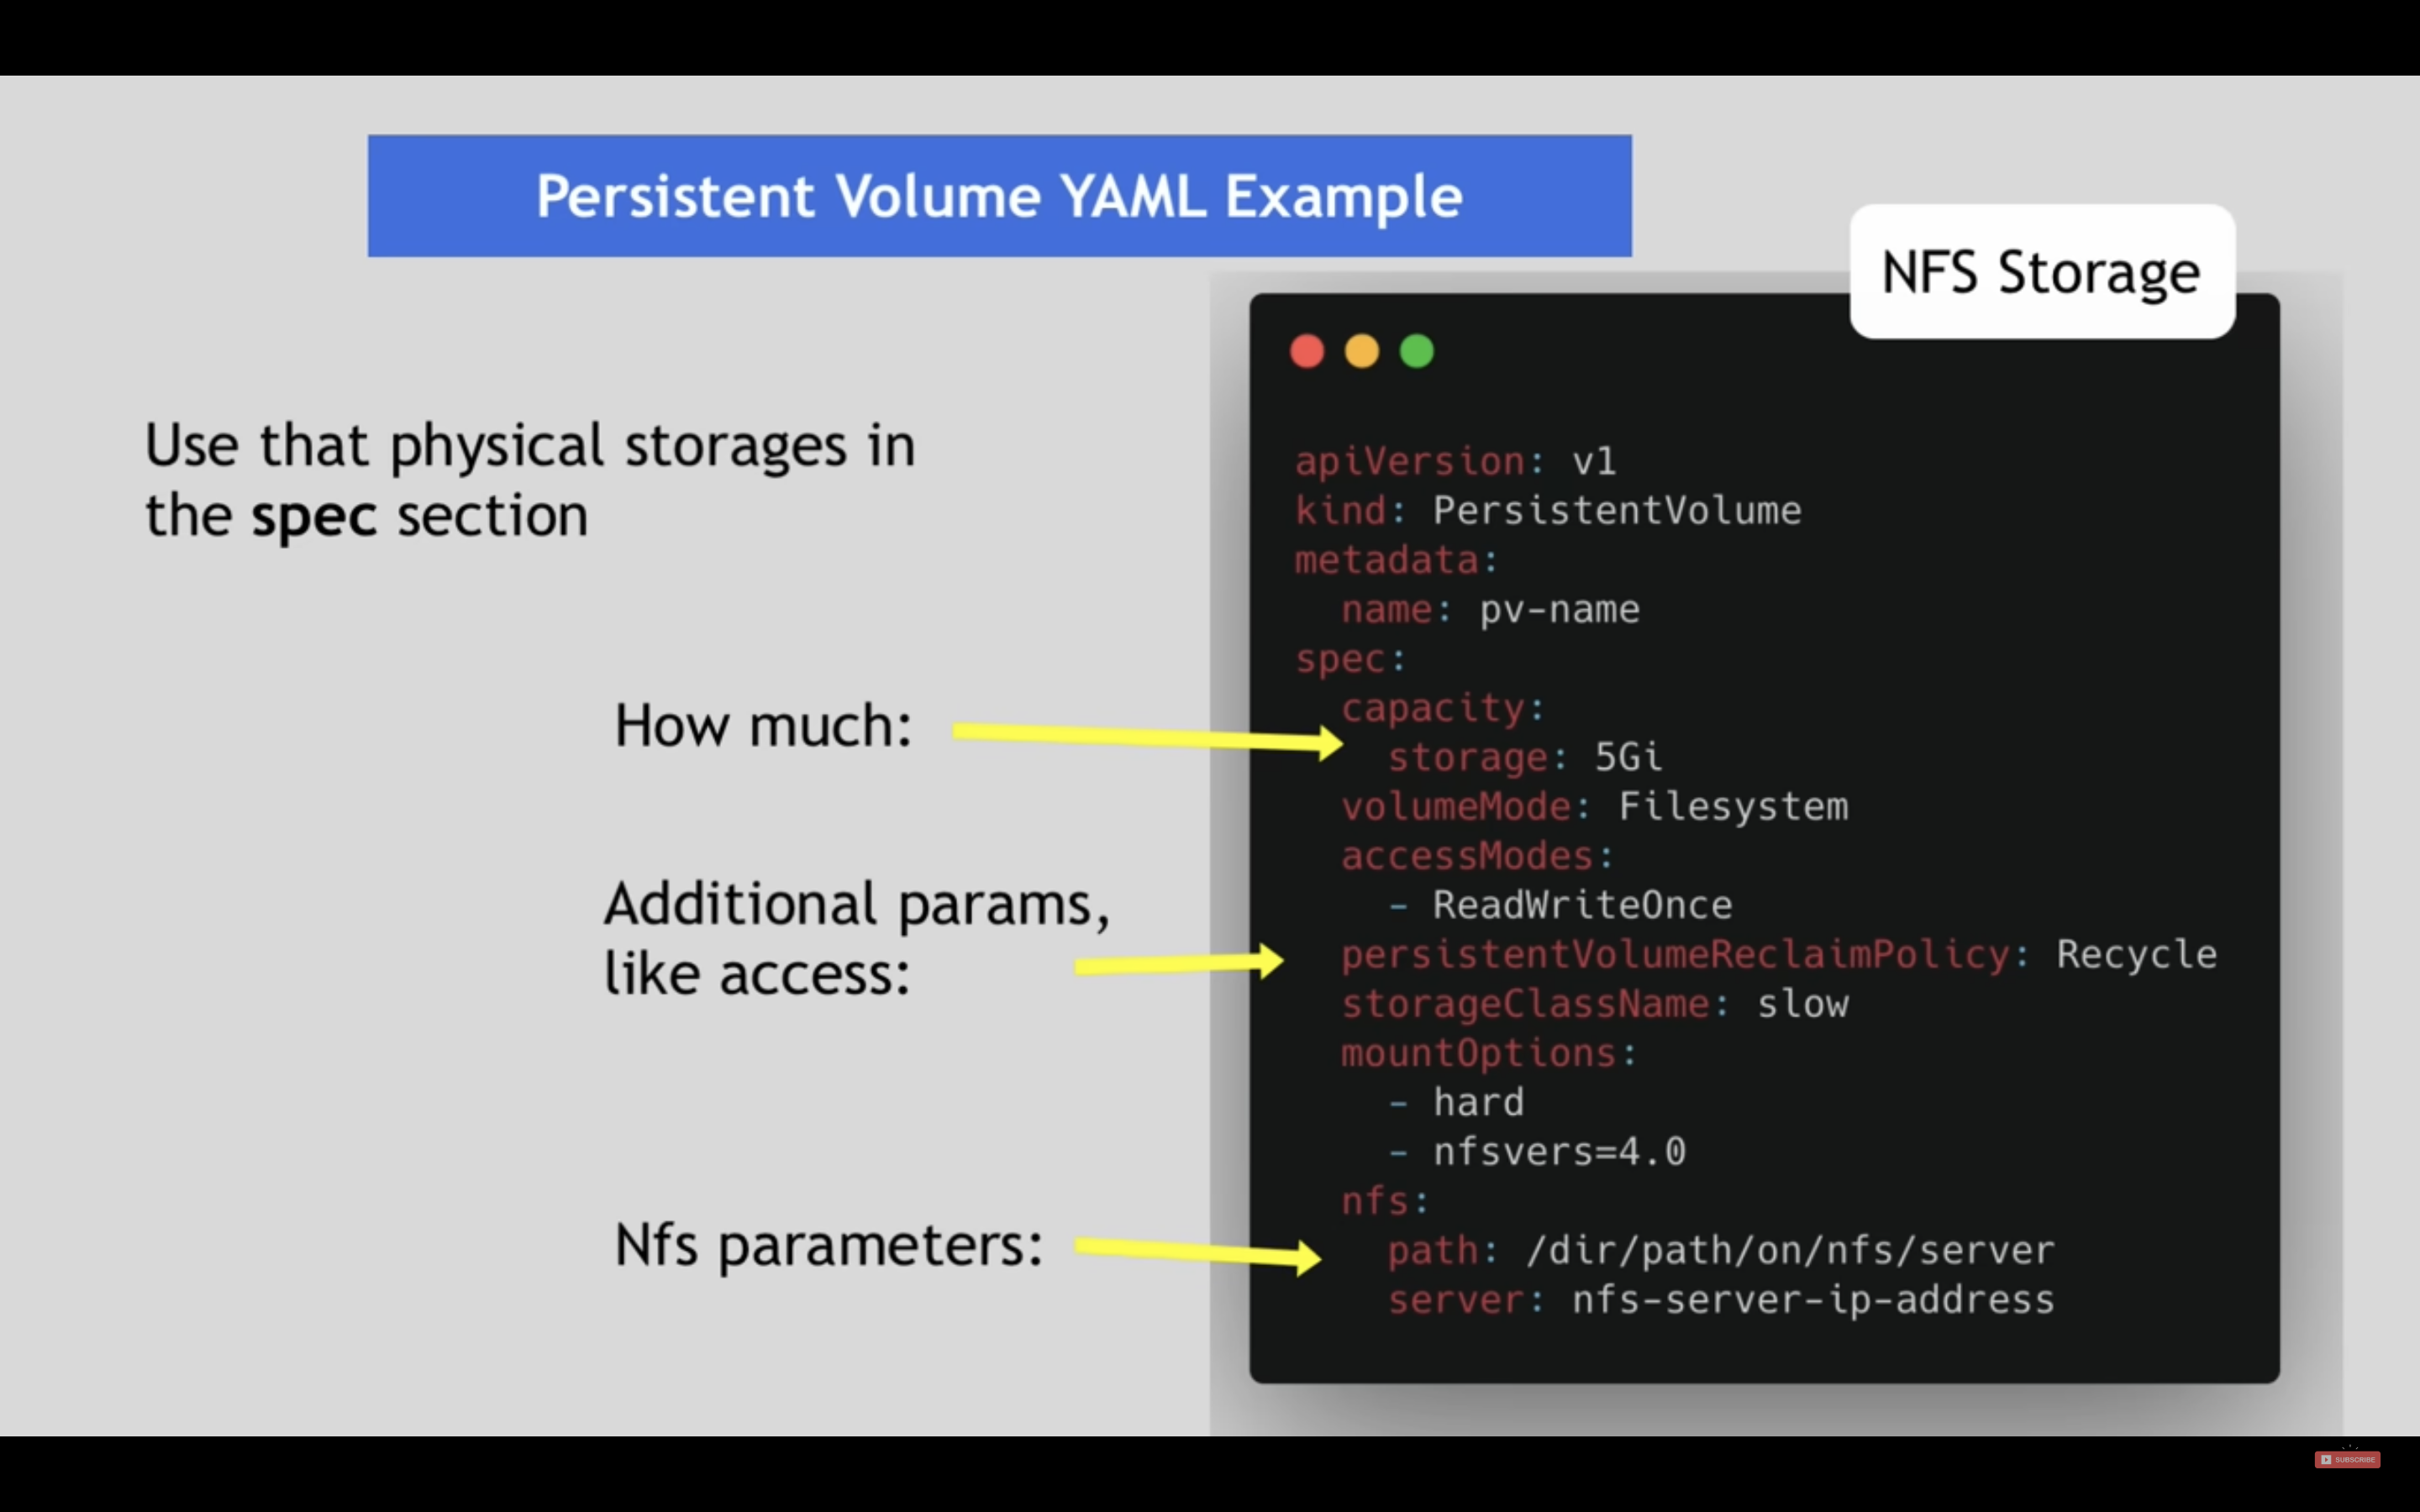 Persistent Volume YAML Example
NFS Storage
Use that physical storages in
the spec section
How much:
Additional params,
like access:
Nfs parameters:
apiVersion: v1
kind: PersistentVolume
metadata:
  name: pv-name
spec:
  capacity:
    storage: 5Gi
  volumeMode: Filesystem
  accessModes:
    - ReadWriteOnce
  persistentVolumeReclaimPolicy: Recycle
  storageClassName: slow
  mountOptions:
    - hard
    - nfsvers=4.0
  nfs:
    path: /dir/path/on/nfs/server
    server: nfs-server-ip-address
SUBSCRIBE